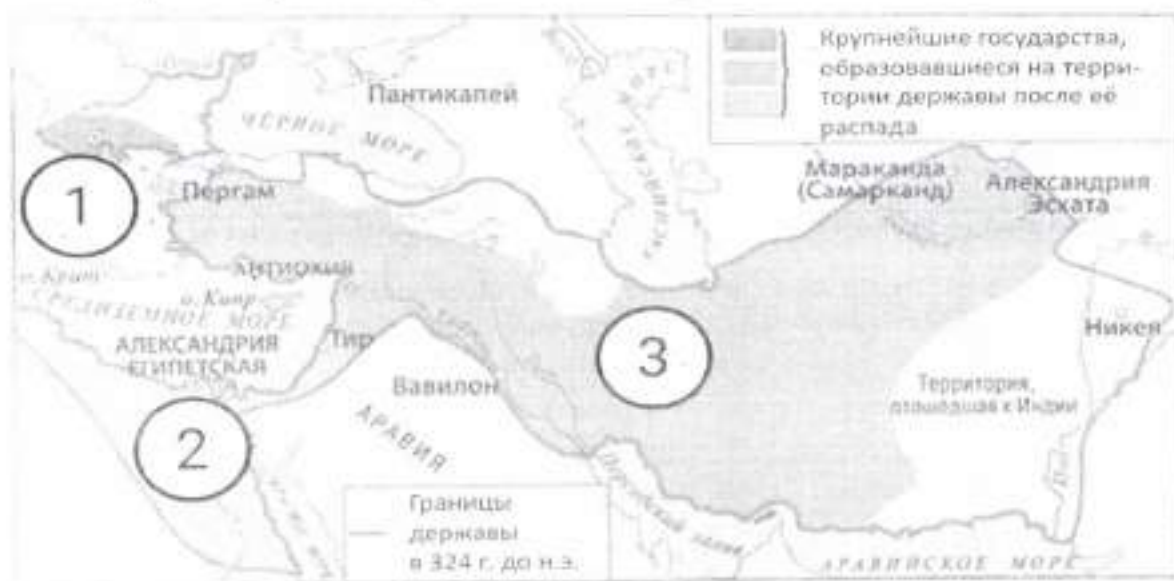 Крупнейшие государства,
образовавшиеся на терри-
тории державы после её
распада
Пантикапей
ЧЁРНОЕ МОРЕ
Мараканда
(Самарканд)
Александрия
Эсхата
1
Пергам
АНТИОХИЯ
о. Крит
о. Кипр
СРЕДИЗЕМНОЕ МОРЕ
АЛЕКСАНДРИЯ
ЕГИПЕТСКАЯ
Тир
3
Никея
Вавилон
Территория,
отошедшая к Индии
2
АРАВИЯ
Границы
державы
в 324 г. до н.э.
Персидский залив
АРАВИЙСКОЕ МОРЕ